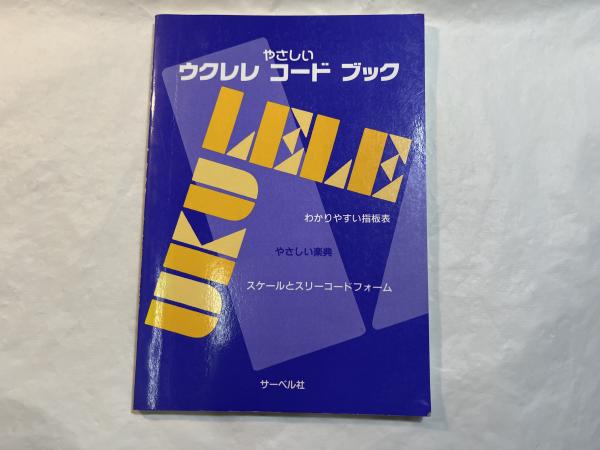 やさしい
ウクレレ コード ブック
UKULELE
わかりやすい指板表
やさしい楽典
スケールとスリーコードフォーム
サーベル社